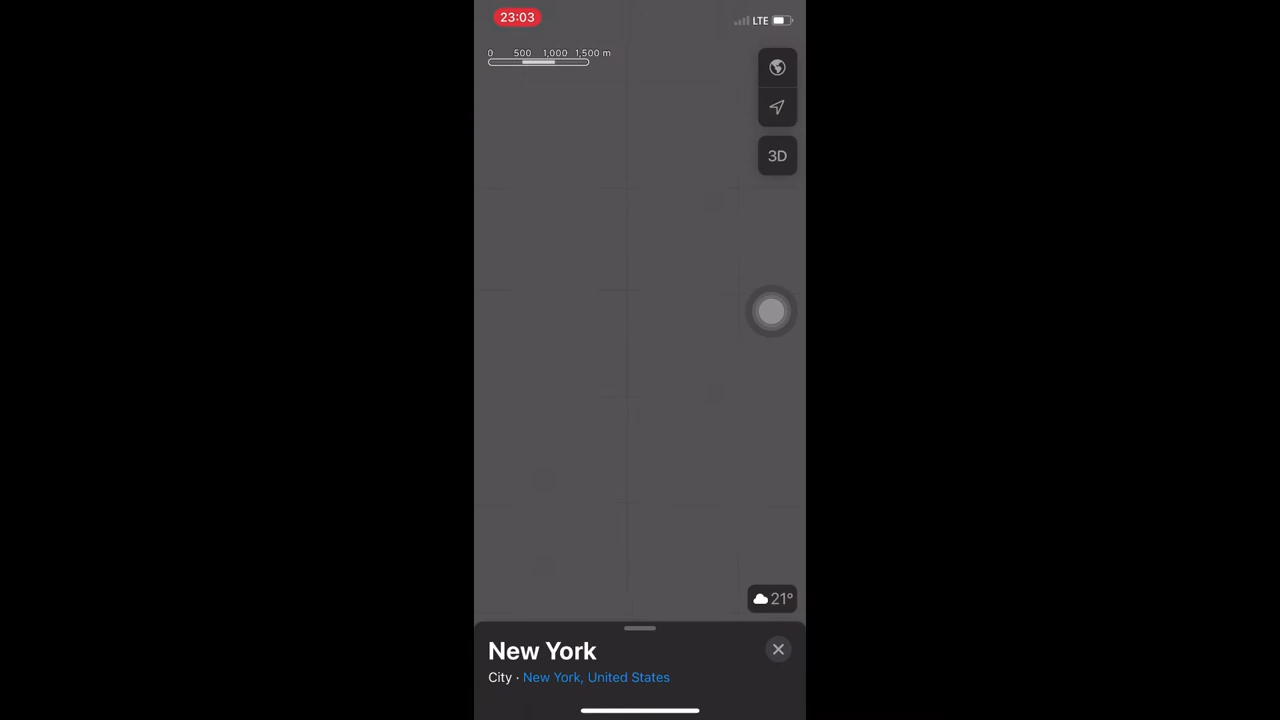 23:03
LTE
0 500 1,000 1,500 m
3D
21°
New York
City · New York, United States